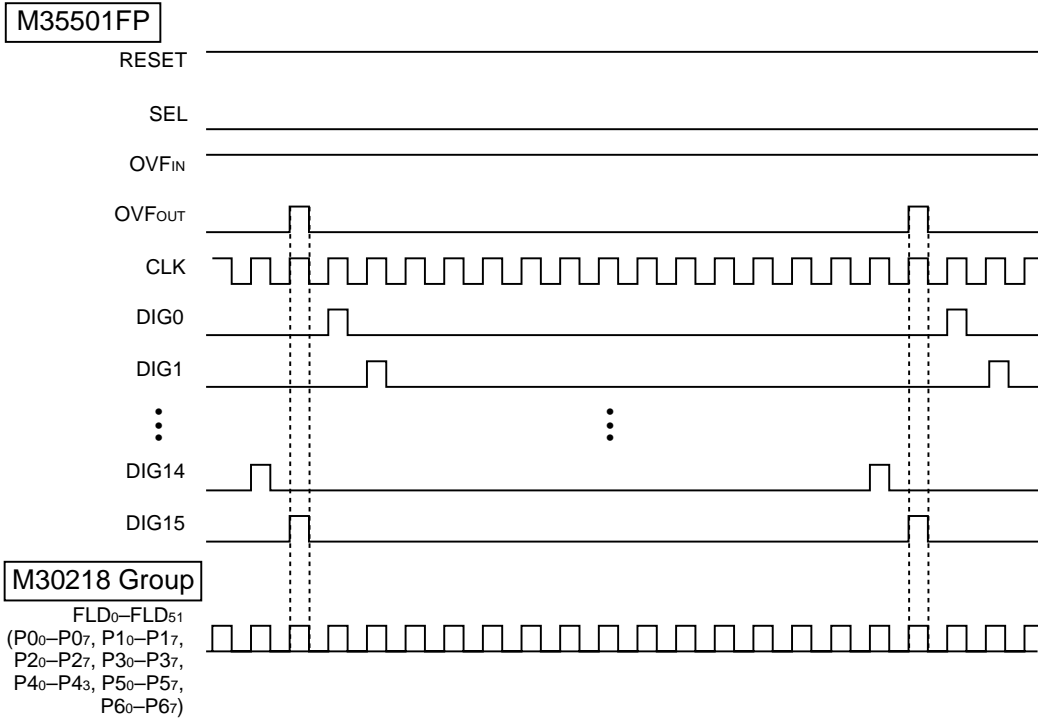 M35501FP
RESET
SEL
OVFIN
OVFOUT
CLK
DIG0
DIG1
DIG14
DIG15
M30218 Group
FLD0–FLD51
(P00–P07, P10–P17,
P20–P27, P30–P37,
P40–P43, P50–P57,
P60–P67)